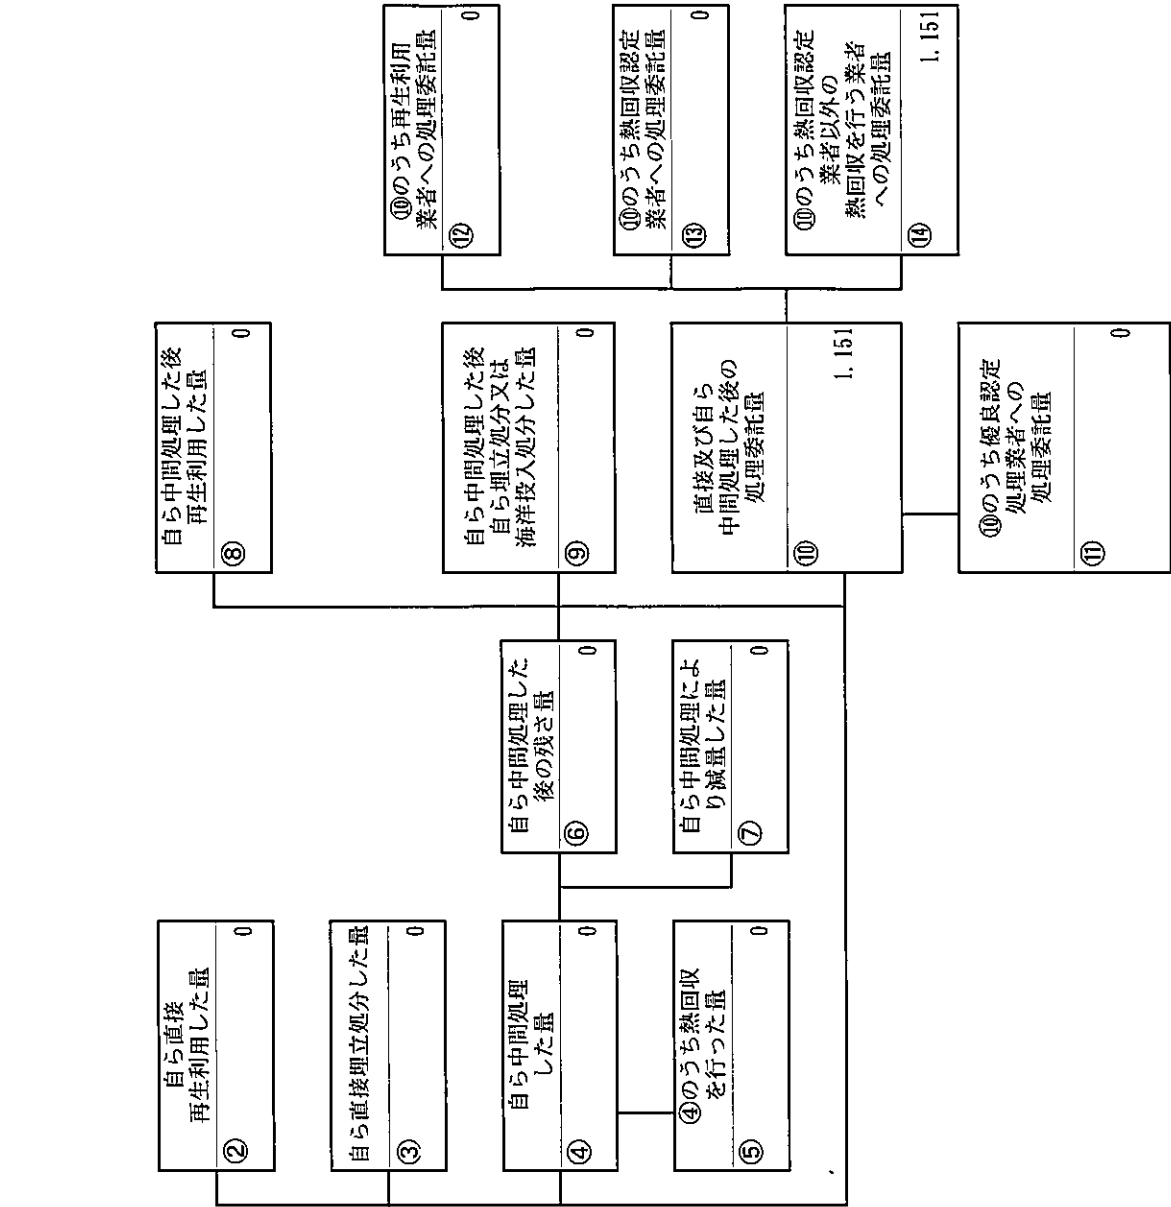 自ら直接
再生利用した量
② 0
自ら直接埋立処分した量
③ 0
自ら中間処理
した量
④ 0
④のうち熱回収
を行った量
⑤ 0
自ら中間処理した
後の残さ量
⑥ 0
自ら中間処理によ
り減量した量
⑦ 0
自ら中間処理した後
再生利用した量
⑧ 0
自ら中間処理した後
自ら埋立処分又は
海洋投入処分した量
⑨ 0
直接及び自ら
中間処理した後の
処理委託量
⑩ 1.151
⑩のうち優良認定
処理業者への
処理委託量
⑪ 0
⑩のうち再生利用
業者への処理委託量
⑫ 0
⑩のうち熱回収認定
業者への処理委託量
⑬ 0
⑩のうち熱回収認定
業者以外の
熱回収を行う業者
への処理委託量
⑭ 1.151